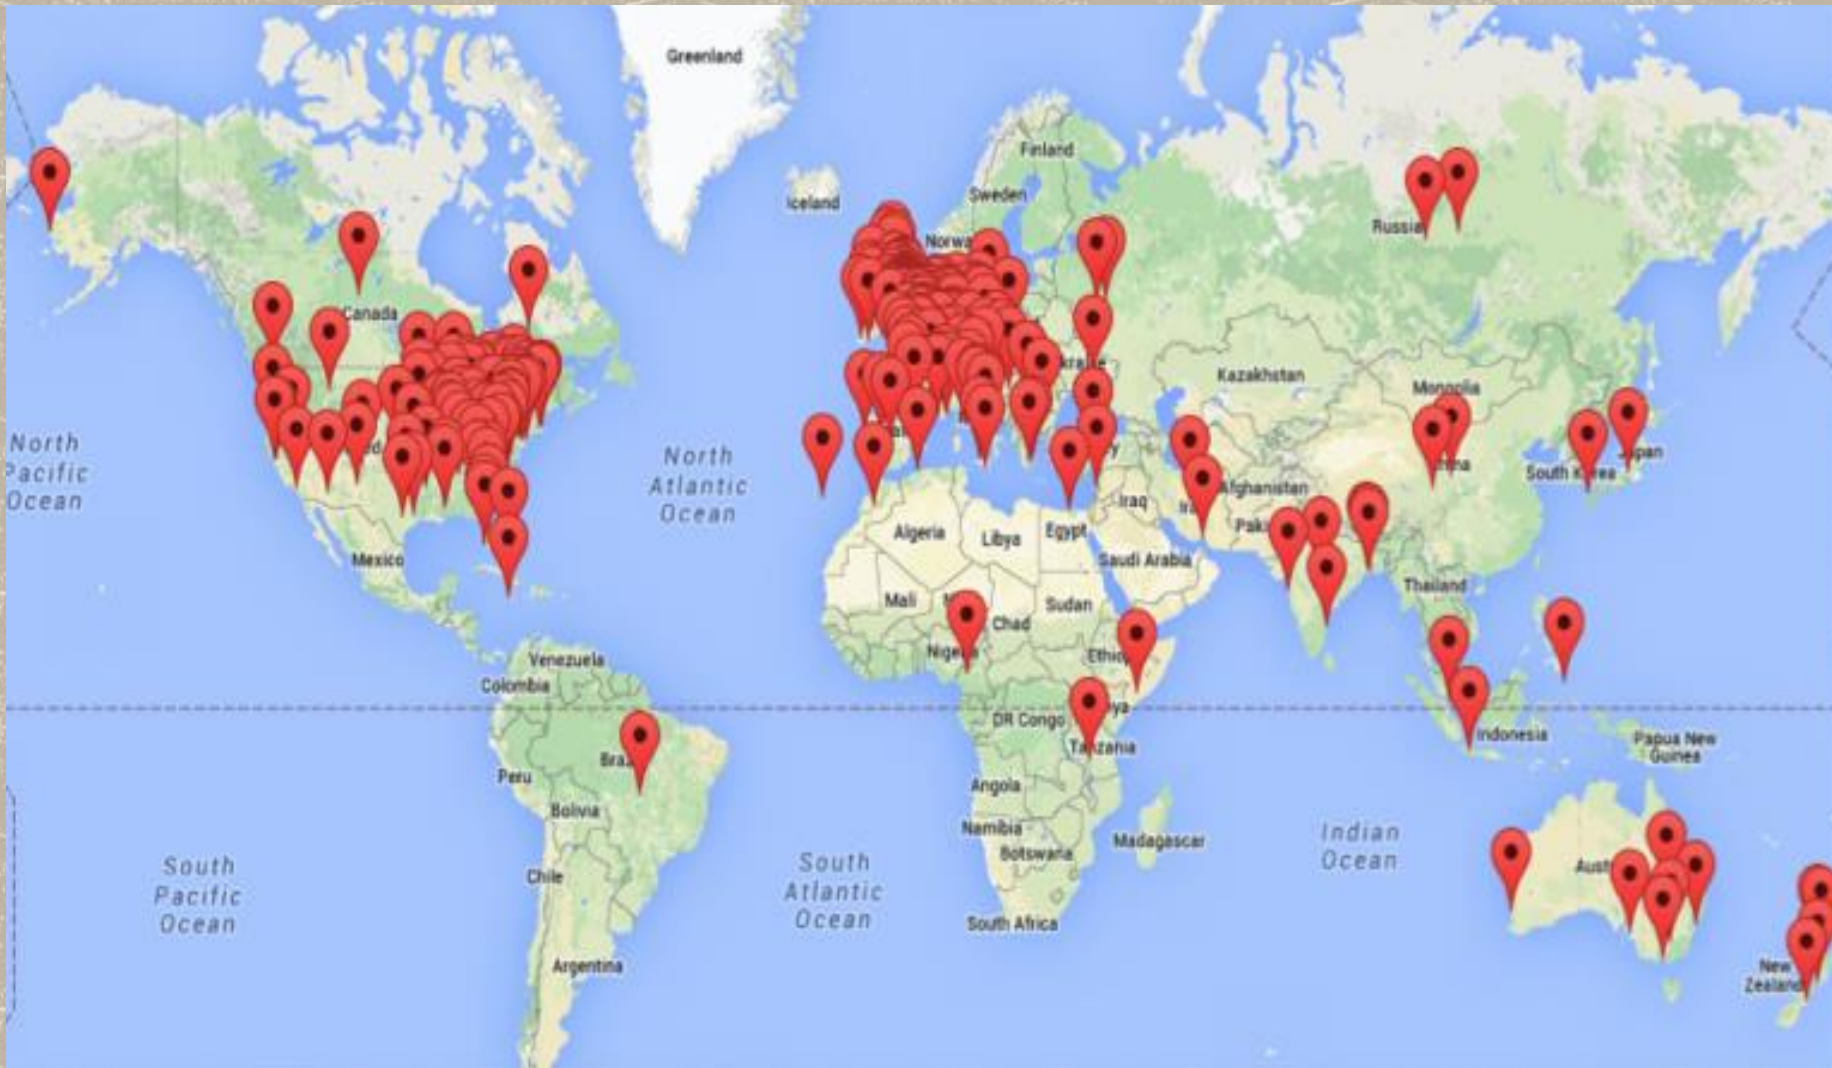 Greenland
Finland
Iceland
Sweden
Russia
Canada
Kazakhstan
Mongolia
North
Pacific
Ocean
North
Atlantic
Ocean
South Korea
Afghanistan
Iraq
Algeria
Libya
Egypt
Saudi Arabia
Mexico
Thailand
Mali
Sudan
Chad
Venezuela
Colombia
DR Congo
Tanzania
Indonesia
Papua New
Guinea
Peru
Angola
Bolivia
Namibia
Madagascar
Botswana
Indian
Ocean
South
Pacific
Ocean
South
Atlantic
Ocean
Chile
South Africa
Argentina
New
Zealand